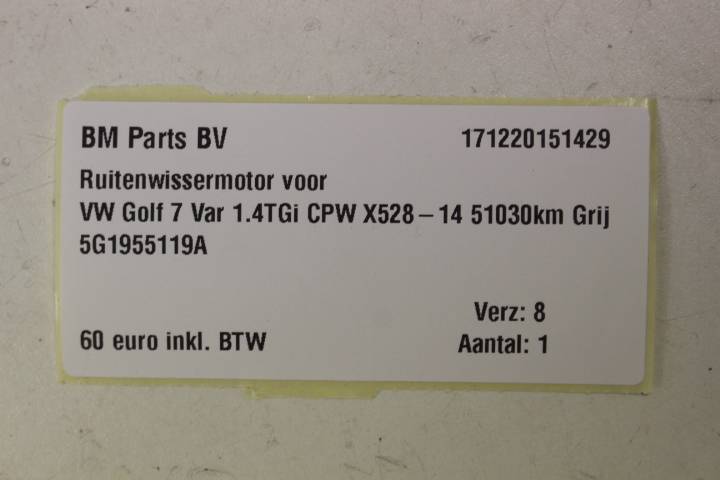 BM Parts BV 171220151429
Ruitenwissermotor voor
VW Golf 7 Var 1.4TGi CPW X528 – 14 51030km Grij
5G1955119A
Verz: 8
60 euro inkl. BTW Aantal: 1